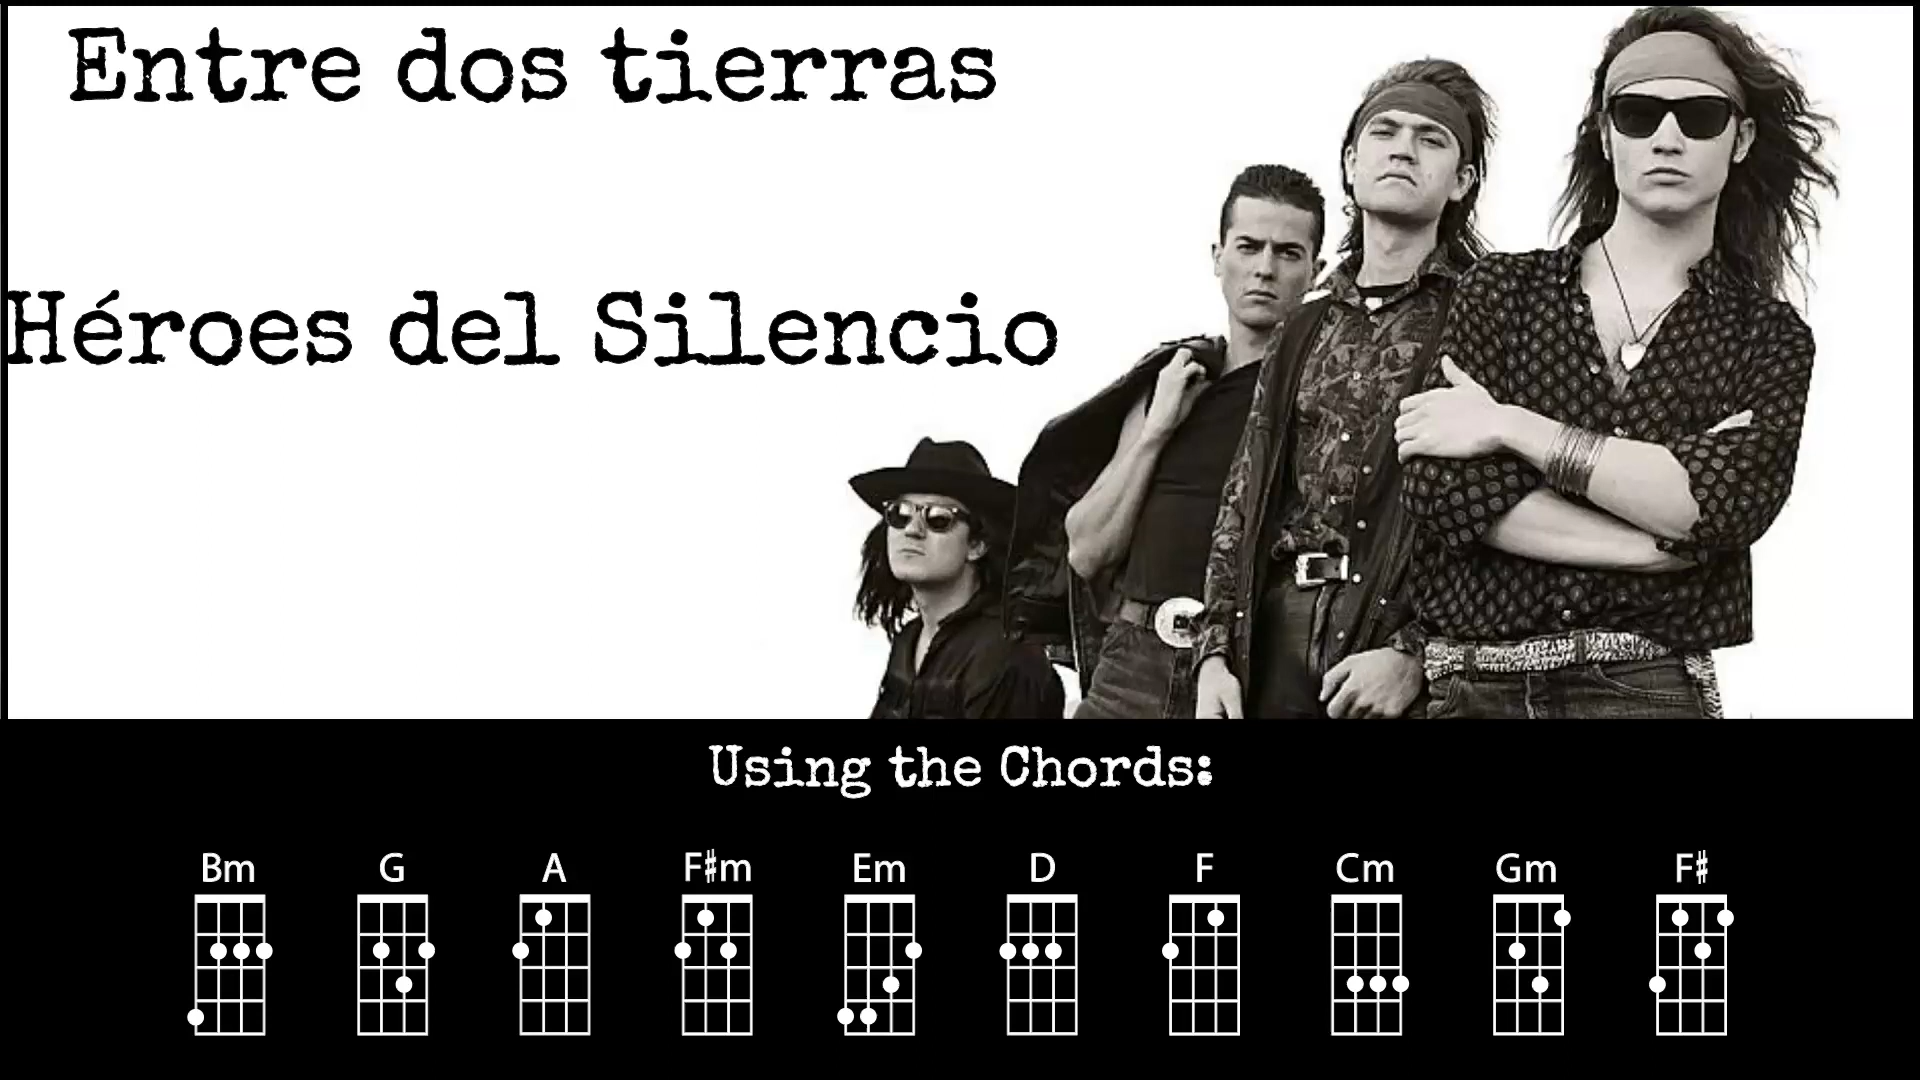 Entre dos tierras
Héroes del Silencio
Using the Chords:
Bm G A F♯m Em D F Cm Gm F♯